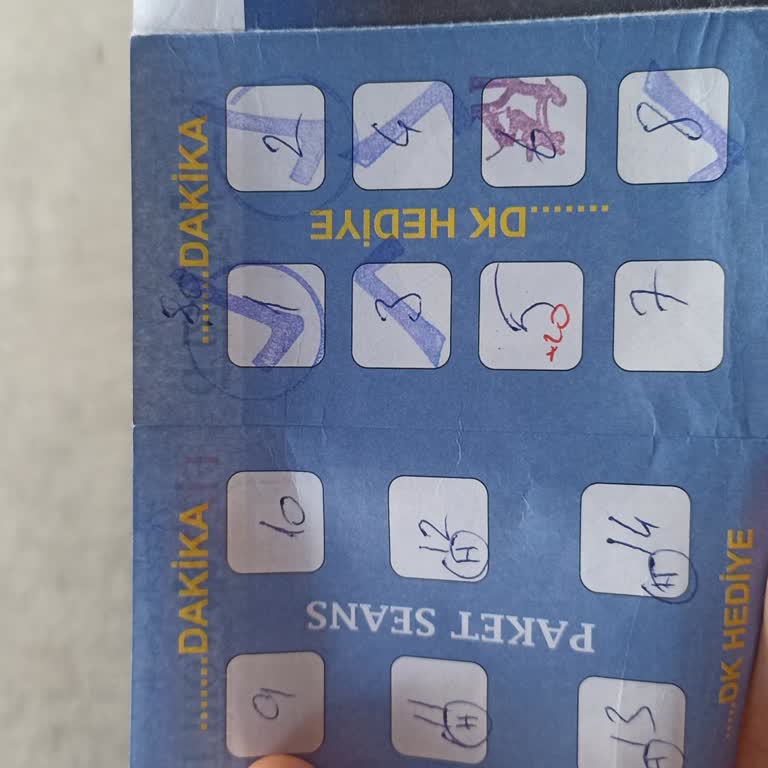 .......DAKİKA
1 2
3 4
5 +20 6
7 8
.......DK HEDİYE
.......DAKİKA
9 10
11 H 12 H
13 H 14 H
PAKET SEANS
.....DK HEDİYE